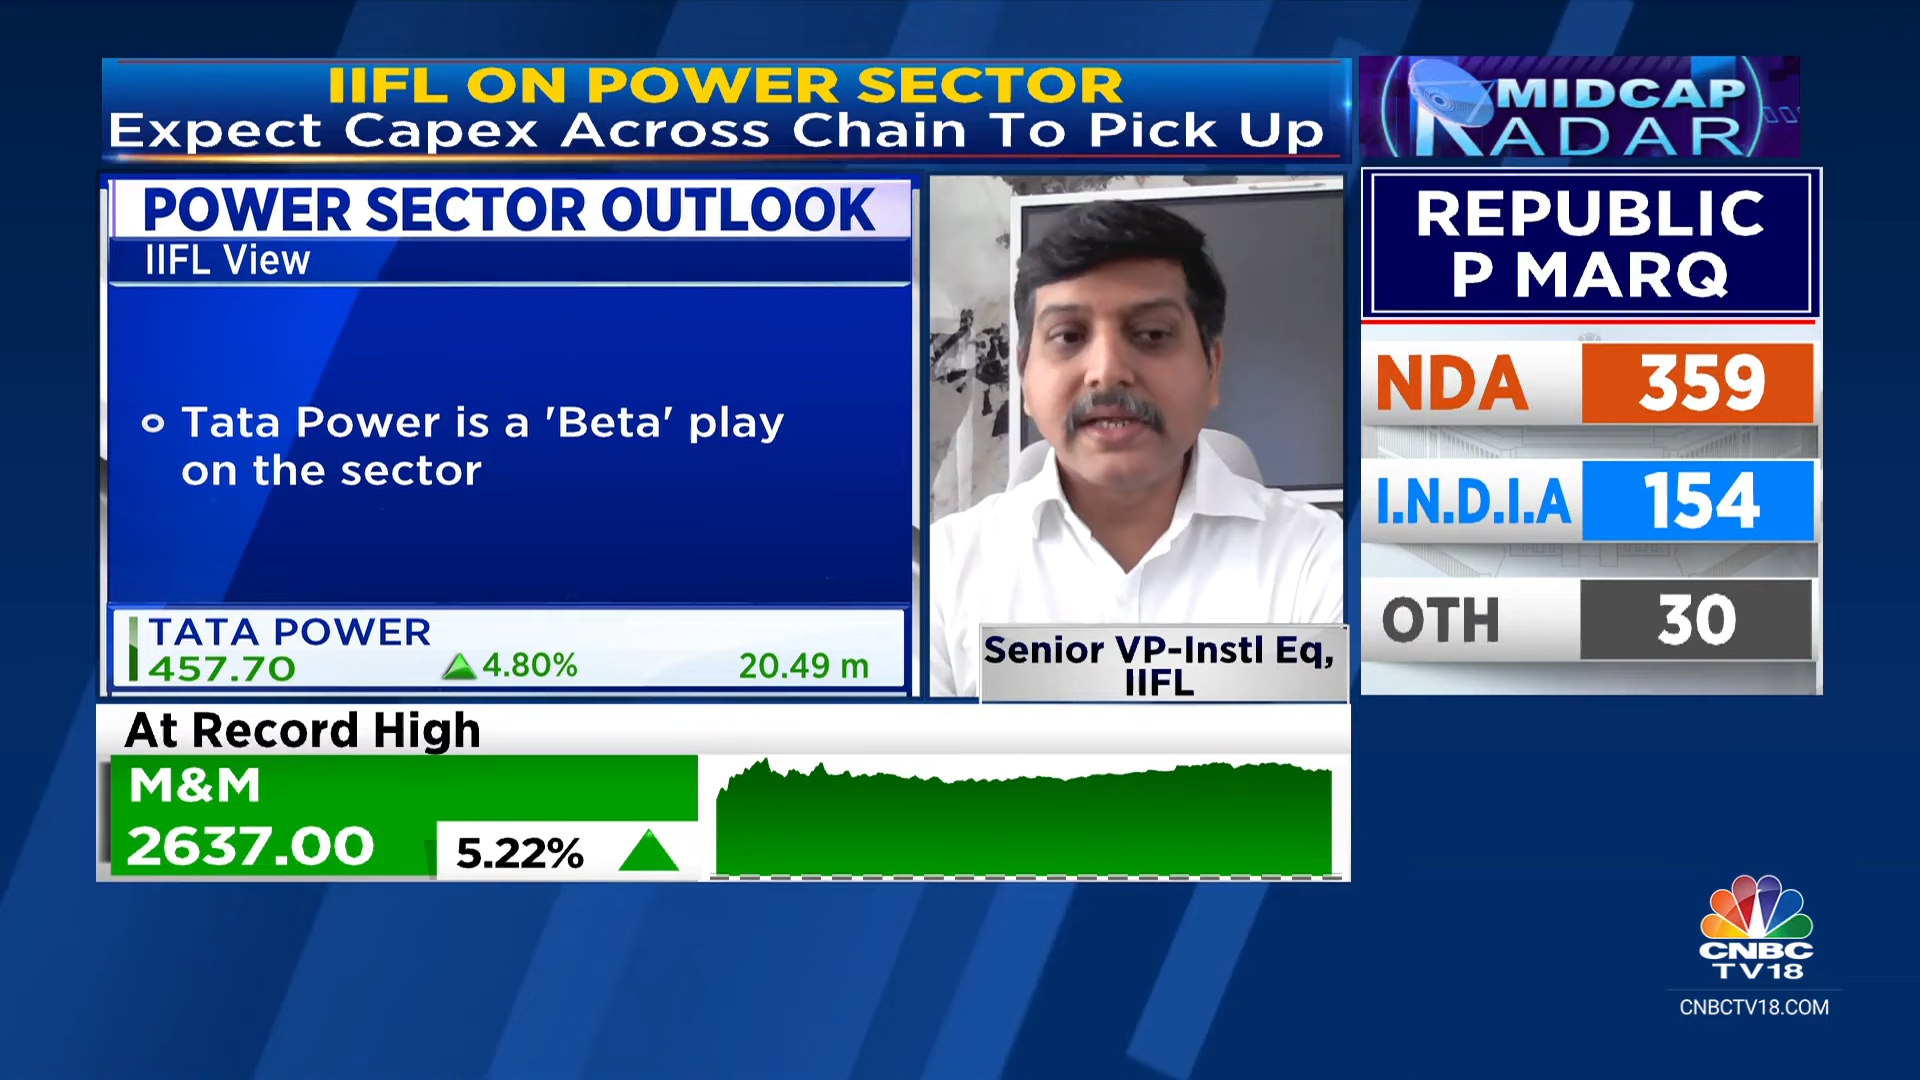 IIFL ON POWER SECTOR
Expect Capex Across Chain To Pick Up
MIDCAP
RADAR
POWER SECTOR OUTLOOK
IIFL View
Tata Power is a 'Beta' play
on the sector
TATA POWER
457.70 4.80% 20.49 m
Senior VP-Instl Eq,
IIFL
REPUBLIC
P MARQ
NDA 359
I.N.D.I.A 154
OTH 30
At Record High
M&M
2637.00 5.22%
CNBC
TV18
CNBCTV18.COM